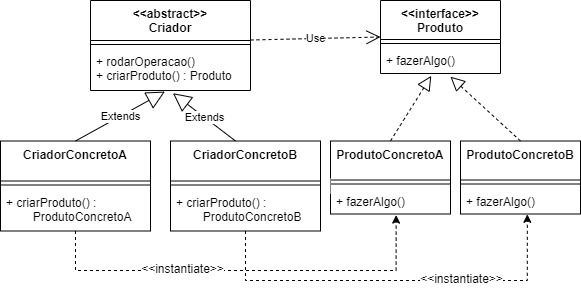 <<abstract>>
Criador
+ rodarOperacao()
+ criarProduto() : Produto
Use
<<interface>>
Produto
+ fazerAlgo()
Extends
Extends
CriadorConcretoA
+ criarProduto() :
ProdutoConcretoA
CriadorConcretoB
+ criarProduto() :
ProdutoConcretoB
ProdutoConcretoA
+ fazerAlgo()
ProdutoConcretoB
+ fazerAlgo()
<<instantiate>>
<<instantiate>>